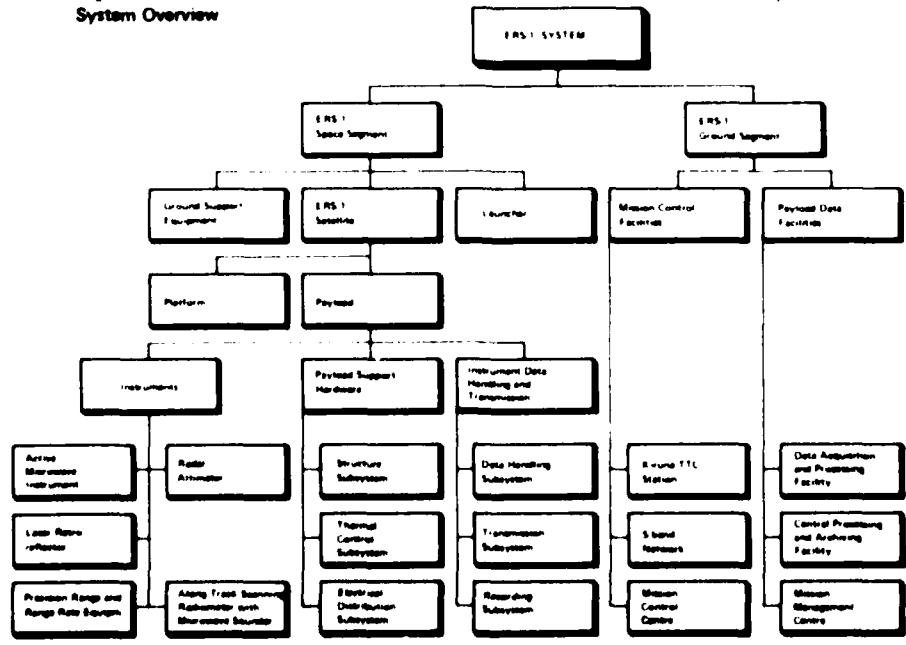 System Overview
ERS.1 SYSTEM
ERS.1
Space Segment
ERS.1
Ground Segment
Ground Support
Equipment
ERS.1
Satellite
Launcher
Mission Control
Facilities
Payload Data
Facilities
Platform
Payload
Instruments
Payload Support
Hardware
Instrument Data
Handling and
Transmission
Active
Microwave
Instrument
Radar
Altimeter
Structure
Subsystem
Data Handling
Subsystem
Kiruna TTC
Station
Data Acquisition
and Processing
Facility
Laser Retro
reflector
Thermal
Control
Subsystem
Transmission
Subsystem
S band
Network
Central Processing
and Archiving
Facility
Precision Range and
Range Rate Equipm.
Along Track Scanning
Radiometer with
Microwave Sounder
Electrical
Distribution
Subsystem
Recording
Subsystem
Mission
Control
Centre
Mission
Management
Centre